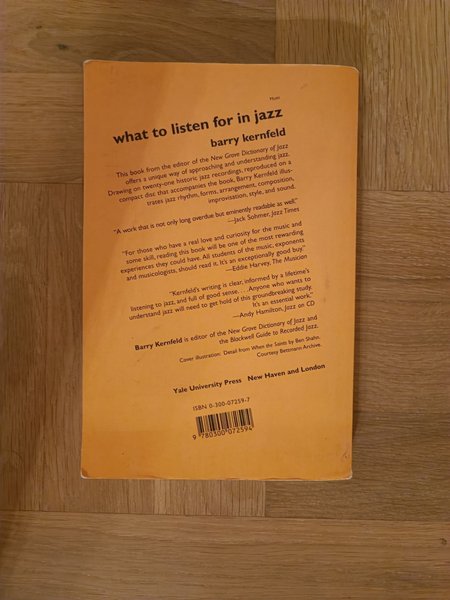 Music
what to listen for in jazz
barry kernfeld
This book from the editor of the New Grove Dictionary of Jazz
offers a unique way of approaching and understanding jazz.
Drawing on twenty-one historic jazz recordings, reproduced on a
compact disc that accompanies the book, Barry Kernfeld illus-
trates jazz rhythm, forms, arrangement, composition,
improvisation, style, and sound.
"A work that is not only long overdue but eminently readable as well."
—Jack Sohmer, Jazz Times
"For those who have a real love and curiosity for the music and
some skill, reading this book will be one of the most rewarding
experiences they could have. All students of the music, exponents
and musicologists, should read it. It's an exceptionally good buy."
—Eddie Harvey, The Musician
"Kernfeld's writing is clear, informed by a lifetime's
listening to jazz, and full of good sense. . . . Anyone who wants to
understand jazz will need to get hold of this groundbreaking study.
It's an essential work."
—Andy Hamilton, Jazz on CD
Barry Kernfeld is editor of the New Grove Dictionary of Jazz and
the Blackwell Guide to Recorded Jazz.
Cover illustration: Detail from When the Saints by Ben Shahn.
Courtesy Bettmann Archive.
Yale University Press New Haven and London
ISBN 0-300-07259-7
9 780300 072594